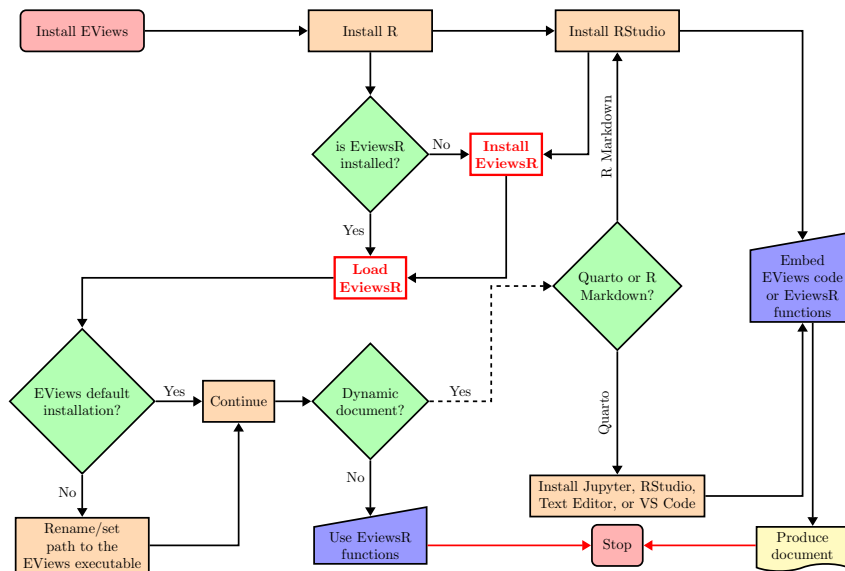 Install EViews
Install R
Install RStudio
R Markdown
is EviewsR
installed?
No
Install
EviewsR
Yes
Load
EviewsR
Quarto or R
Markdown?
Embed
EViews code
or EviewsR
functions
EViews default
installation?
Yes
Continue
Dynamic
document?
Yes
Quarto
No
No
Install Jupyter, RStudio,
Text Editor, or VS Code
Rename/set
path to the
EViews executable
Use EviewsR
functions
Stop
Produce
document